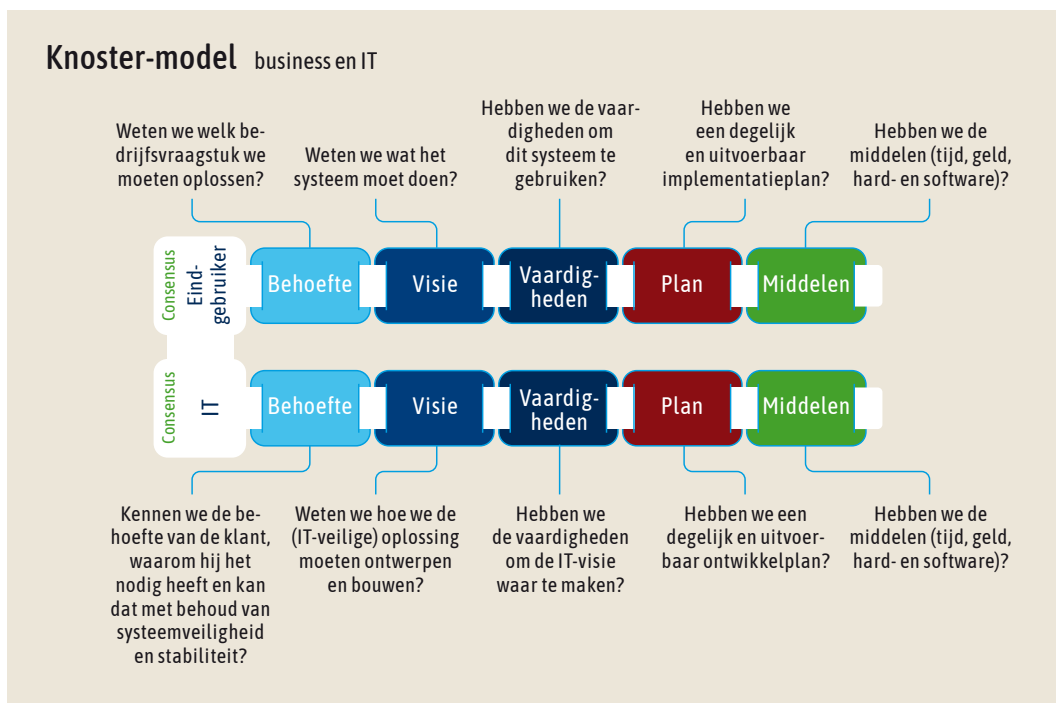 Knoster-model business en IT
Weten we welk be-
drijfsvraagstuk we
moeten oplossen?
Weten we wat het
systeem moet doen?
Hebben we de vaar-
digheden om
dit systeem te
gebruiken?
Hebben we
een degelijk
en uitvoerbaar
implementatieplan?
Hebben we de
middelen (tijd, geld,
hard- en software)?
Consensus
Eind-
gebruiker
Behoefte
Visie
Vaardig-
heden
Plan
Middelen
Consensus
IT
Behoefte
Visie
Vaardig-
heden
Plan
Middelen
Kennen we de be-
hoefte van de klant,
waarom hij het
nodig heeft en kan
dat met behoud van
systeemveiligheid
en stabiliteit?
Weten we hoe we de
(IT-veilige) oplossing
moeten ontwerpen
en bouwen?
Hebben we
de vaardigheden
om de IT-visie
waar te maken?
Hebben we een
degelijk en uitvoer-
baar ontwikkelplan?
Hebben we de
middelen (tijd, geld,
hard- en software)?